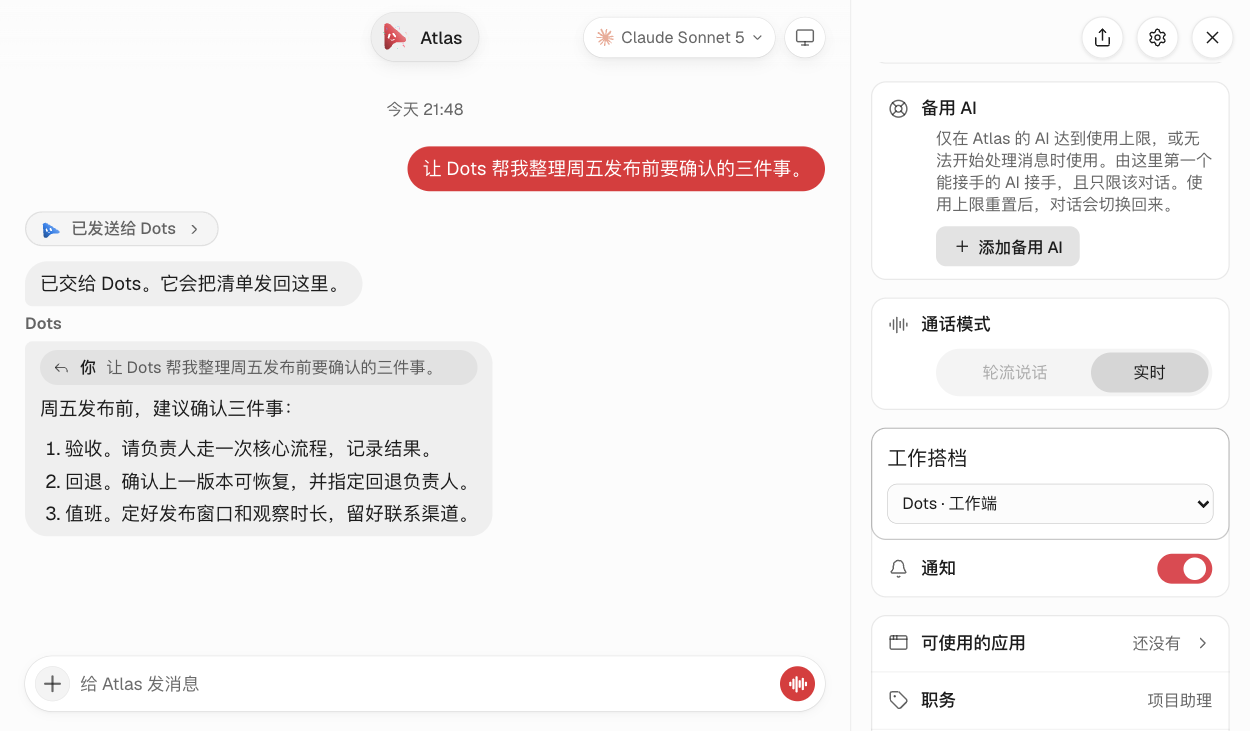 Atlas
Claude Sonnet 5
今天 21:48
让 Dots 帮我整理周五发布前要确认的三件事。
已发送给 Dots
已交给 Dots。它会把清单发回这里。
Dots
你 让 Dots 帮我整理周五发布前要确认的三件事。
周五发布前，建议确认三件事：
1. 验收。请负责人走一次核心流程，记录结果。
2. 回退。确认上一版本可恢复，并指定回退负责人。
3. 值班。定好发布窗口和观察时长，留好联系渠道。
给 Atlas 发消息
备用 AI
仅在 Atlas 的 AI 达到使用上限，或无
法开始处理消息时使用。由这里第一个
能接手的 AI 接手，且只限该对话。使
用上限重置后，对话会切换回来。
添加备用 AI
通话模式
轮流说话 实时
工作搭档
Dots · 工作端
通知
可使用的应用 还没有
职务 项目助理